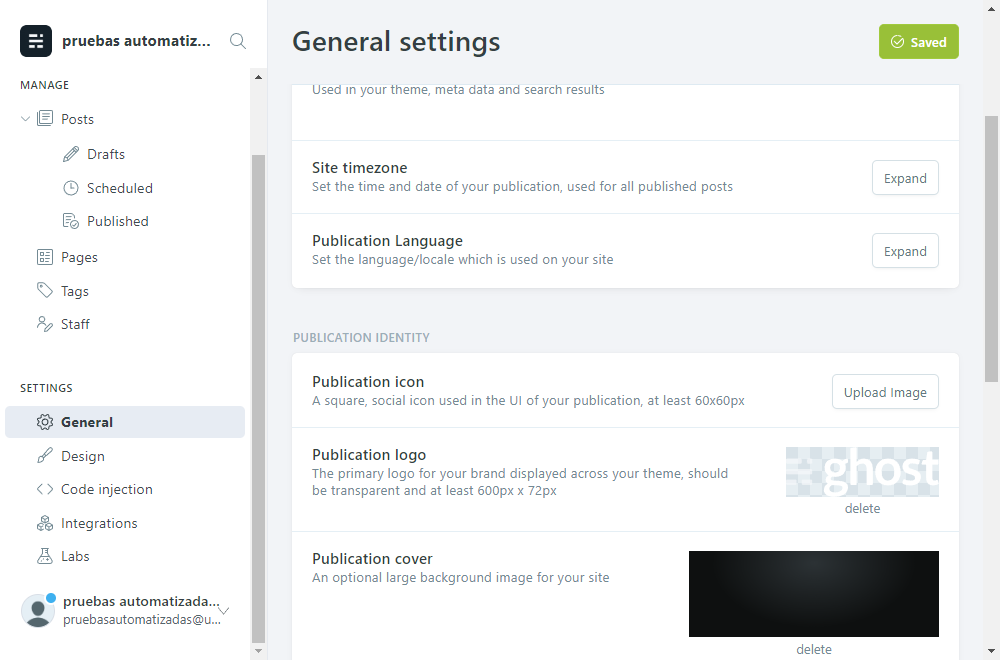 pruebas automatiz...
MANAGE
Posts
Drafts
Scheduled
Published
Pages
Tags
Staff
SETTINGS
General
Design
Code injection
Integrations
Labs
pruebas automatizada...
pruebasautomatizadas@u...
General settings
Saved
Used in your theme, meta data and search results
Site timezone
Set the time and date of your publication, used for all published posts
Expand
Publication Language
Set the language/locale which is used on your site
Expand
PUBLICATION IDENTITY
Publication icon
A square, social icon used in the UI of your publication, at least 60x60px
Upload Image
Publication logo
The primary logo for your brand displayed across your theme, should
be transparent and at least 600px x 72px
ghost
delete
Publication cover
An optional large background image for your site
delete